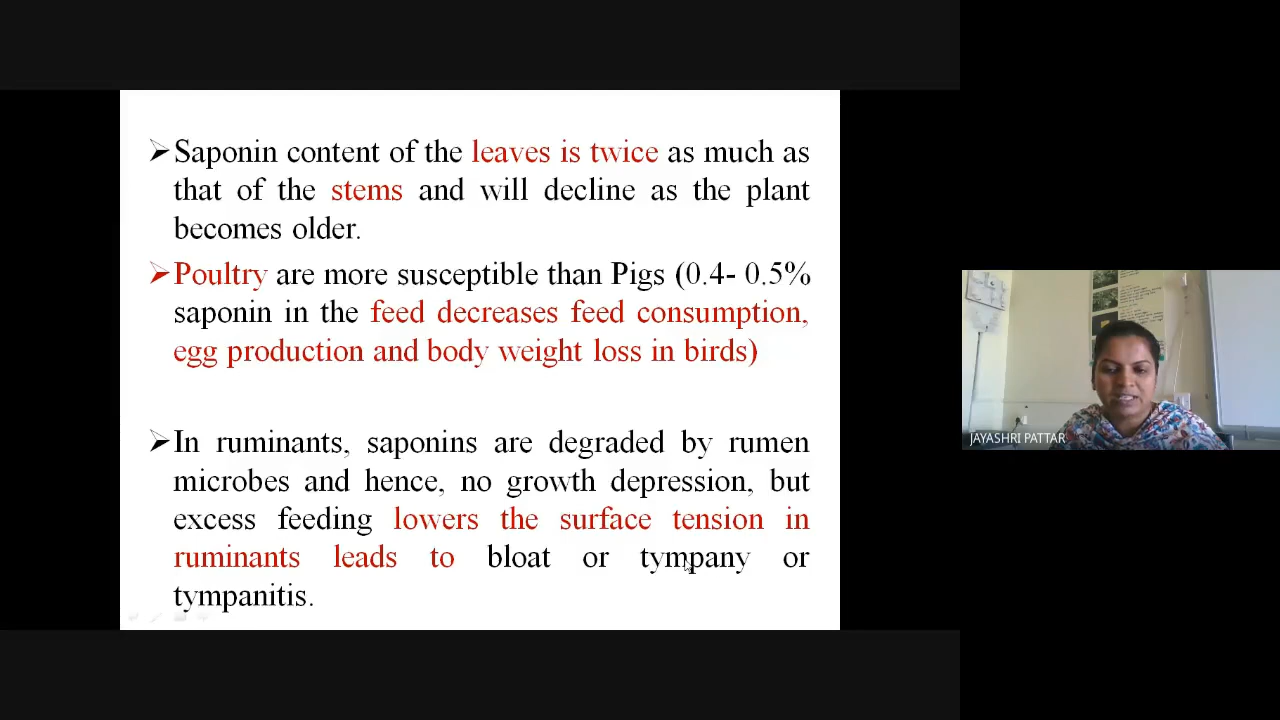 ➢Saponin content of the leaves is twice as much as
that of the stems and will decline as the plant
becomes older.
➢Poultry are more susceptible than Pigs (0.4- 0.5%
saponin in the feed decreases feed consumption,
egg production and body weight loss in birds)
➢In ruminants, saponins are degraded by rumen
microbes and hence, no growth depression, but
excess feeding lowers the surface tension in
ruminants leads to bloat or tympany or
tympanitis.
JAYASHRI PATTAR